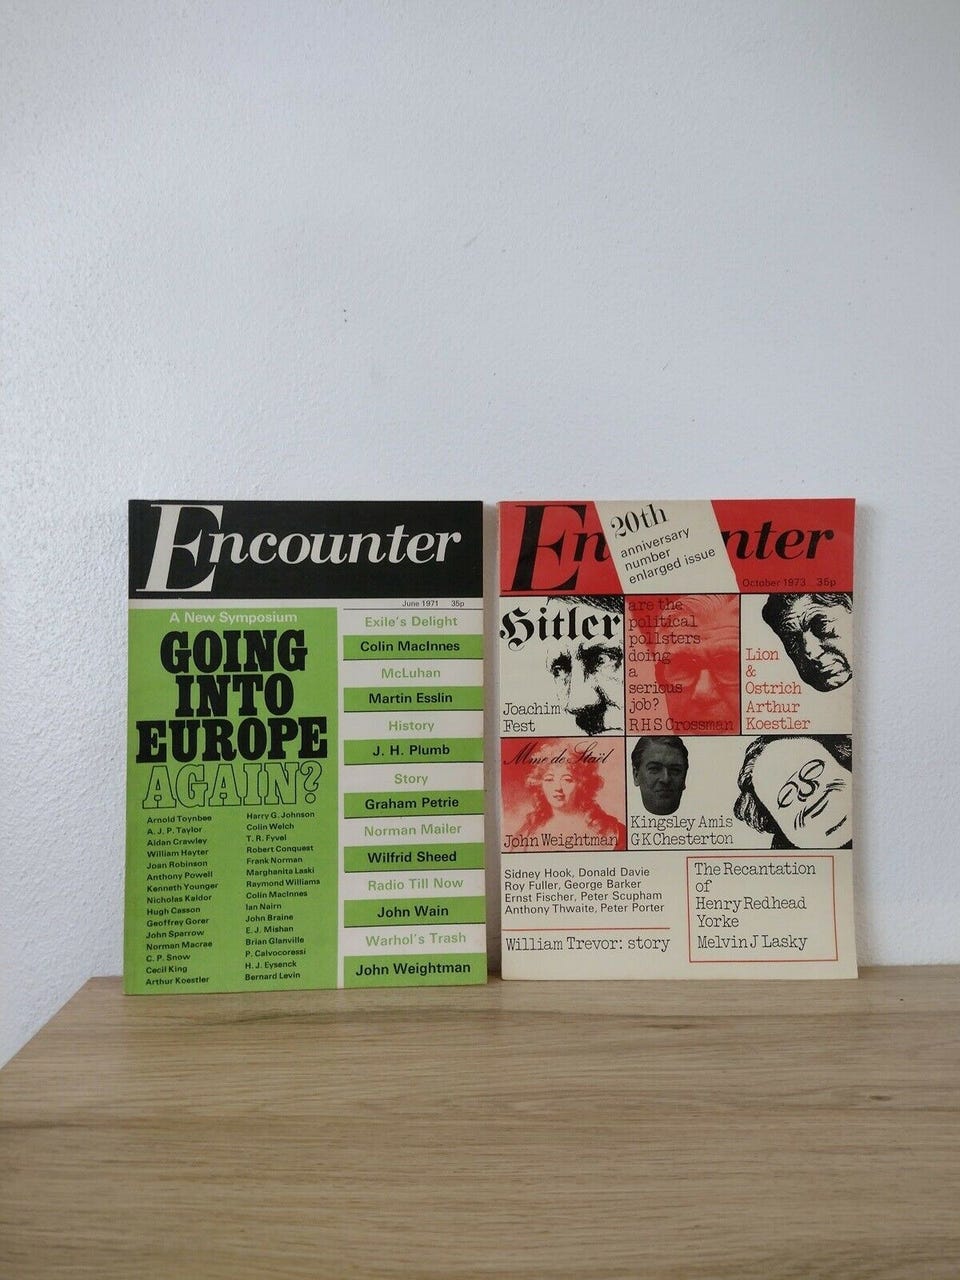 Encounter
June 1971 35p
A New Symposium
GOING
INTO
EUROPE
AGAIN?
Arnold Toynbee
A. J. P. Taylor
Aidan Crawley
William Hayter
Joan Robinson
Anthony Powell
Kenneth Younger
Nicholas Kaldor
Hugh Casson
Geoffrey Gorer
John Sparrow
Norman Macrae
C. P. Snow
Cecil King
Arthur Koestler
Harry G. Johnson
Colin Welch
T. R. Fyvel
Robert Conquest
Frank Norman
Marghanita Laski
Raymond Williams
Colin MacInnes
Ian Nairn
John Braine
E. J. Mishan
Brian Glanville
P. Calvocoressi
H. J. Eysenck
Bernard Levin
Exile's Delight
Colin MacInnes
McLuhan
Martin Esslin
History
J. H. Plumb
Story
Graham Petrie
Norman Mailer
Wilfrid Sheed
Radio Till Now
John Wain
Warhol's Trash
John Weightman
En nter
20th
anniversary
number
enlarged issue
October 1973 35p
Hitler
Joachim
Fest
are the
political
pollsters
doing
a
serious
job?
RHS Crossman
Lion
&
Ostrich
Arthur
Koestler
Mme de Staël
John Weightman
Kingsley Amis
GK Chesterton
Sidney Hook, Donald Davie
Roy Fuller, George Barker
Ernst Fischer, Peter Scupham
Anthony Thwaite, Peter Porter
William Trevor: story
The Recantation
of
Henry Redhead
Yorke
Melvin J Lasky